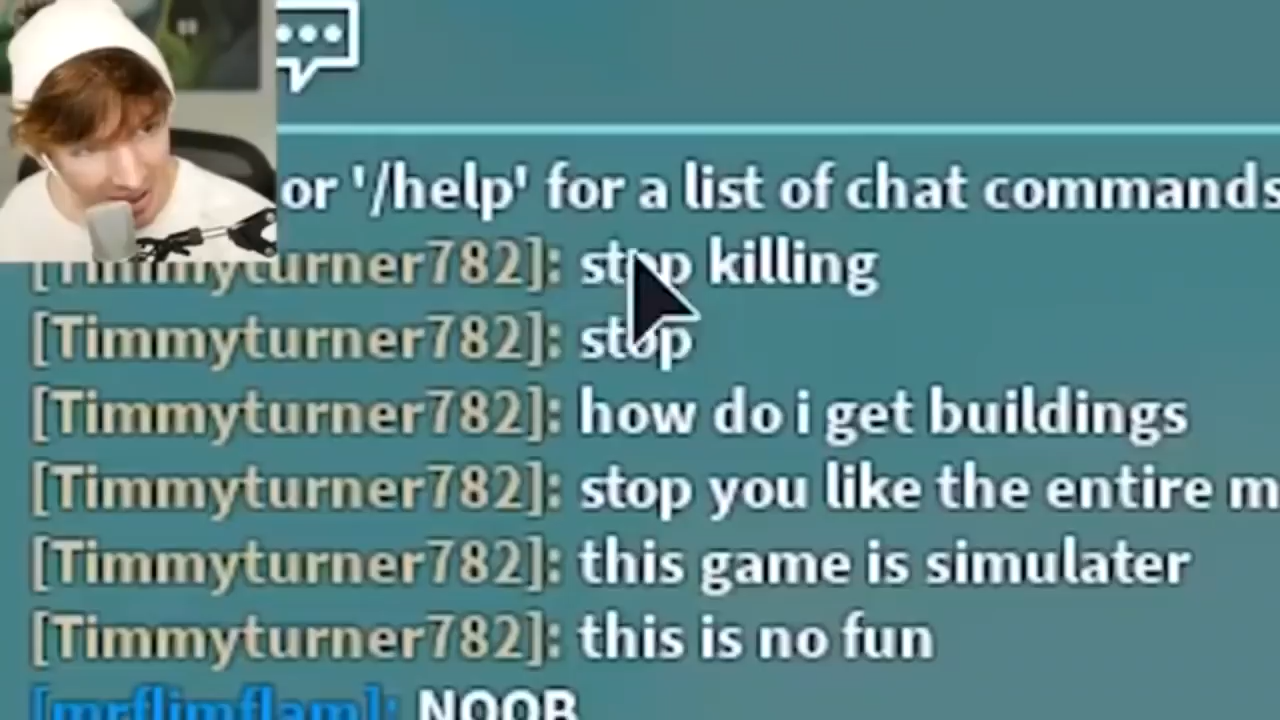 or '/help' for a list of chat commands
[Timmyturner782]: stop killing
[Timmyturner782]: stop
[Timmyturner782]: how do i get buildings
[Timmyturner782]: stop you like the entire m
[Timmyturner782]: this game is simulater
[Timmyturner782]: this is no fun
[mrflimflam]: NOOB